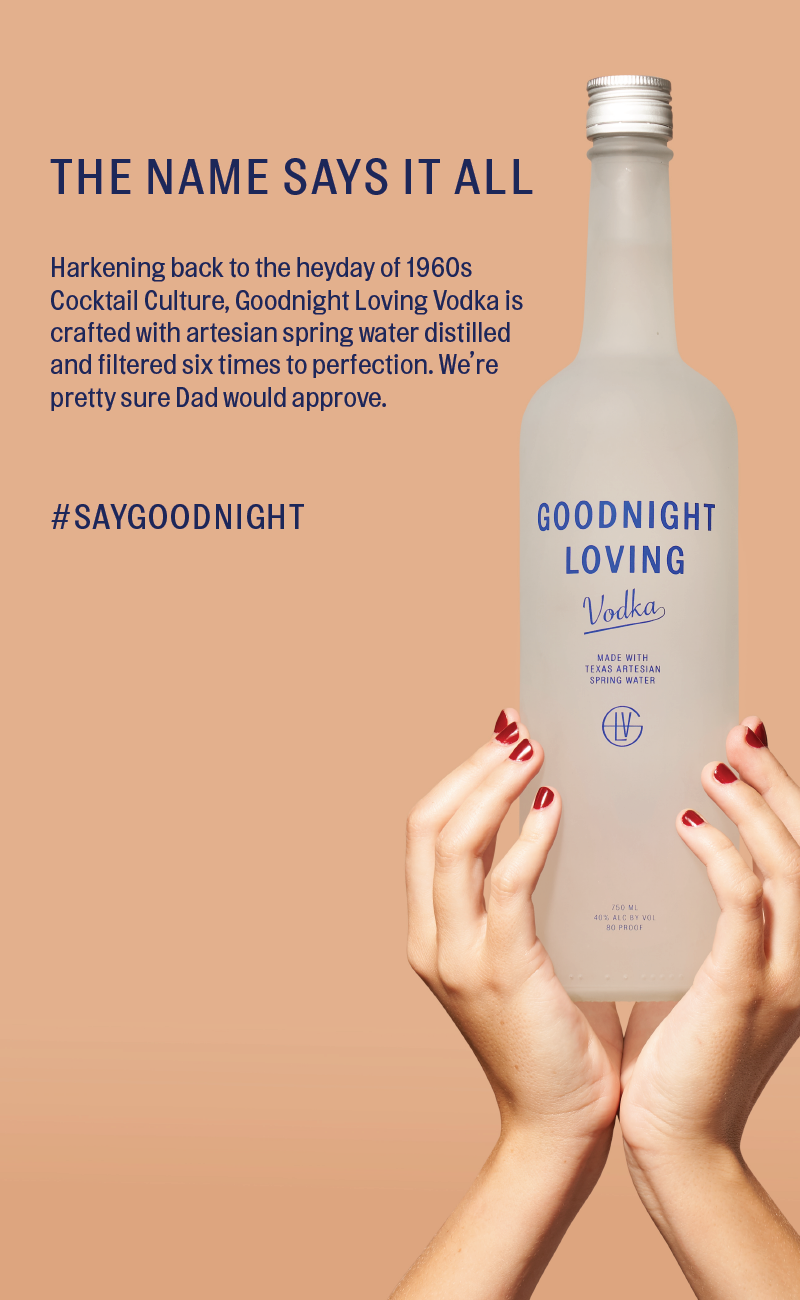 THE NAME SAYS IT ALL
Harkening back to the heyday of 1960s
Cocktail Culture, Goodnight Loving Vodka is
crafted with artesian spring water distilled
and filtered six times to perfection. We’re
pretty sure Dad would approve.
#SAYGOODNIGHT
GOODNIGHT
LOVING
Vodka
MADE WITH
TEXAS ARTESIAN
SPRING WATER
GLV
750 ML
40% ALC BY VOL
80 PROOF